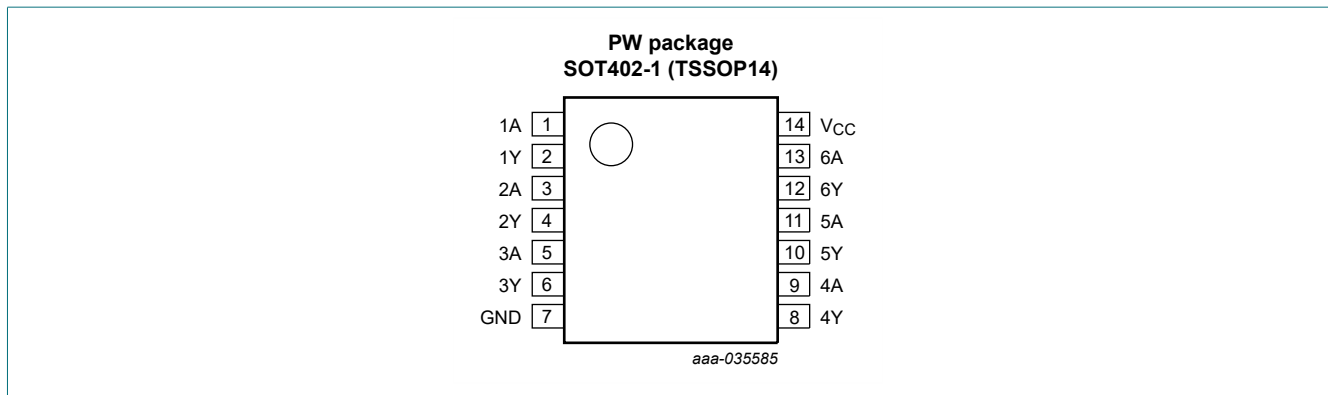 PW package
SOT402-1 (TSSOP14)
1A 1 14 VCC
1Y 2 13 6A
2A 3 12 6Y
2Y 4 11 5A
3A 5 10 5Y
3Y 6 9 4A
GND 7 8 4Y
aaa-035585